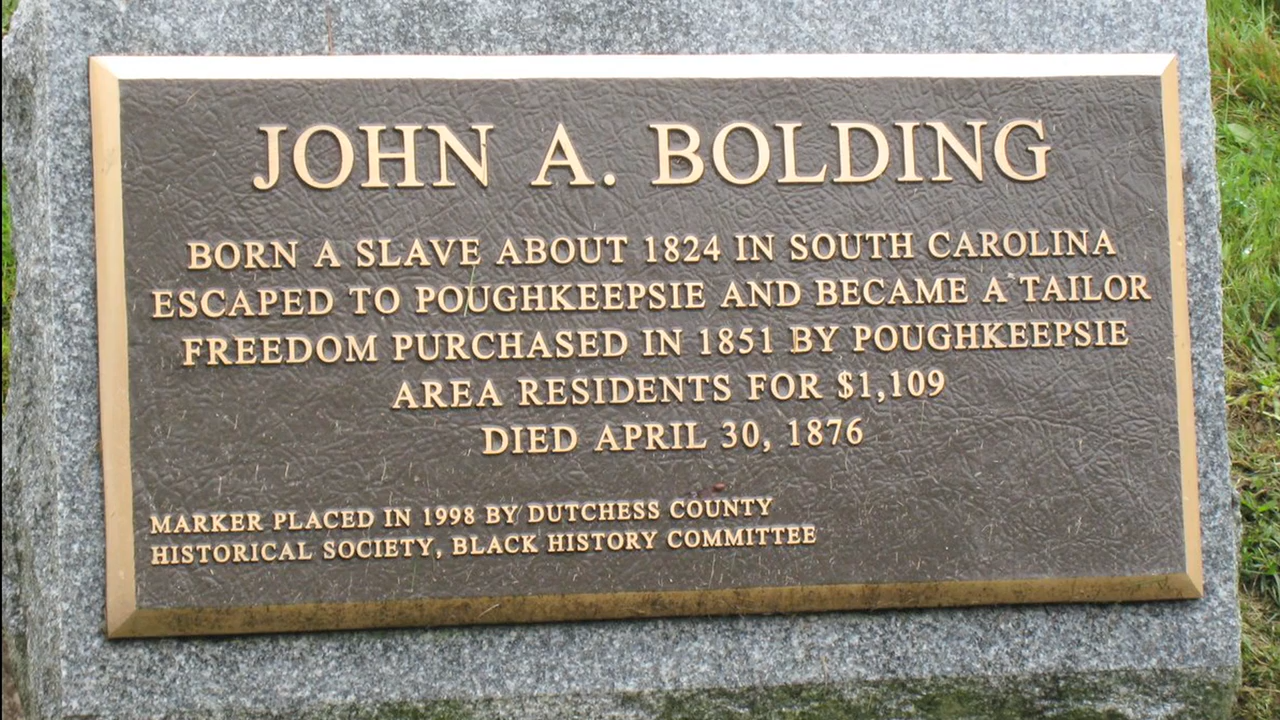 JOHN A. BOLDING
BORN A SLAVE ABOUT 1824 IN SOUTH CAROLINA
ESCAPED TO POUGHKEEPSIE AND BECAME A TAILOR
FREEDOM PURCHASED IN 1851 BY POUGHKEEPSIE
AREA RESIDENTS FOR $1,109
DIED APRIL 30, 1876
MARKER PLACED IN 1998 BY DUTCHESS COUNTY
HISTORICAL SOCIETY, BLACK HISTORY COMMITTEE